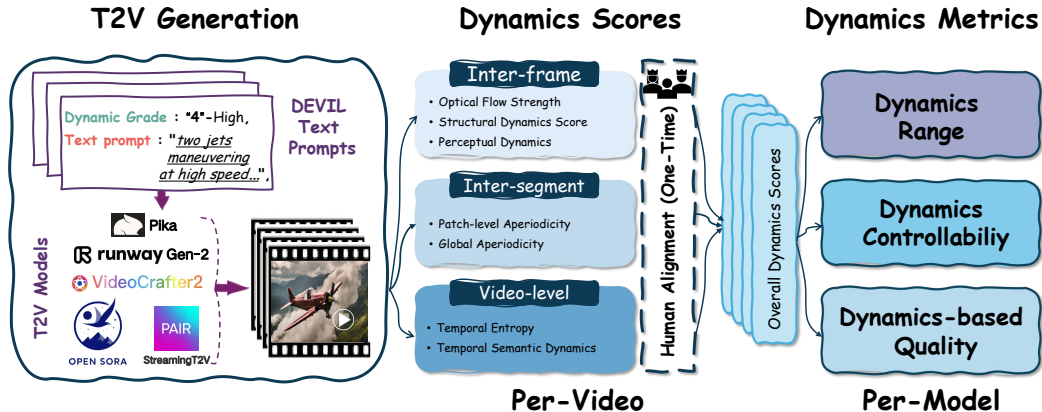 T2V Generation
Dynamics Scores
Dynamics Metrics
Dynamic Grade : "4"-High,
Text prompt : "two jets
maneuvering
at high speed...",
DEVIL
Text
Prompts
T2V Models
Pika
runway Gen-2
VideoCrafter2
OPEN SORA
PAIR
StreamingT2V
Inter-frame
• Optical Flow Strength
• Structural Dynamics Score
• Perceptual Dynamics
Inter-segment
• Patch-level Aperiodicity
• Global Aperiodicity
Video-level
• Temporal Entropy
• Temporal Semantic Dynamics
Human Alignment (One-Time)
Overall Dynamics Scores
Dynamics
Range
Dynamics
Controllabiliy
Dynamics-based
Quality
Per-Video
Per-Model